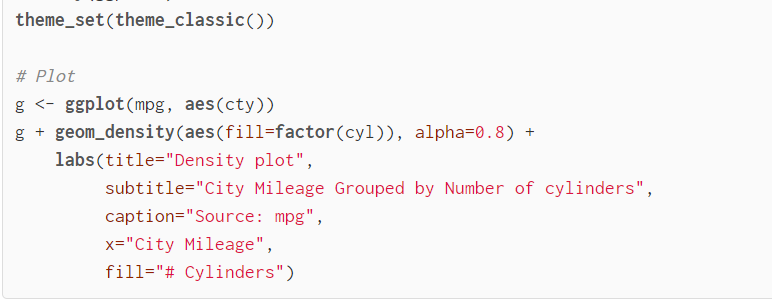 theme_set(theme_classic())
# Plot
g <- ggplot(mpg, aes(cty))
g + geom_density(aes(fill=factor(cyl)), alpha=0.8) +
    labs(title="Density plot",
         subtitle="City Mileage Grouped by Number of cylinders",
         caption="Source: mpg",
         x="City Mileage",
         fill="# Cylinders")